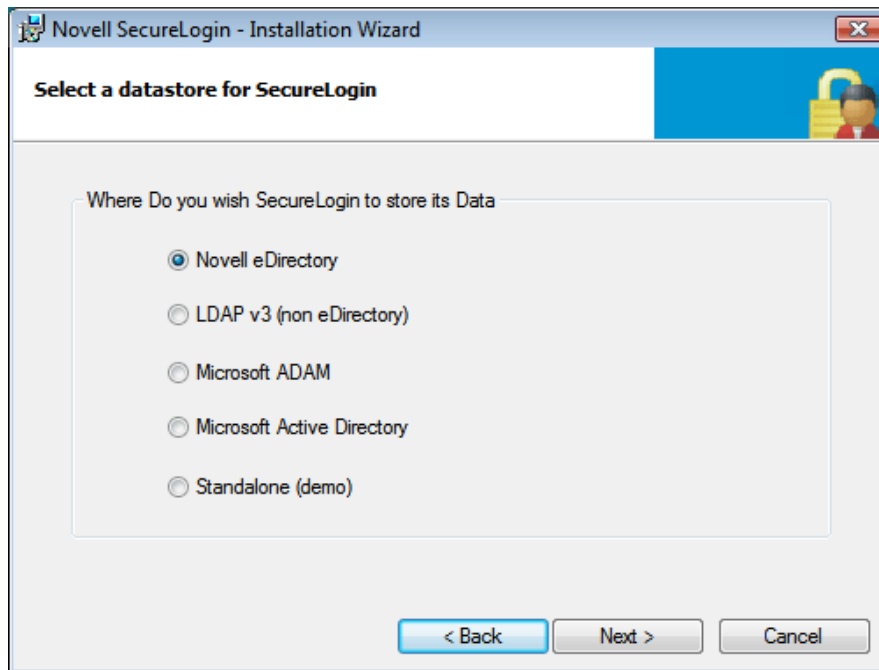 Novell SecureLogin - Installation Wizard
Select a datastore for SecureLogin
Where Do you wish SecureLogin to store its Data
Novell eDirectory
LDAP v3 (non eDirectory)
Microsoft ADAM
Microsoft Active Directory
Standalone (demo)
< Back Next > Cancel